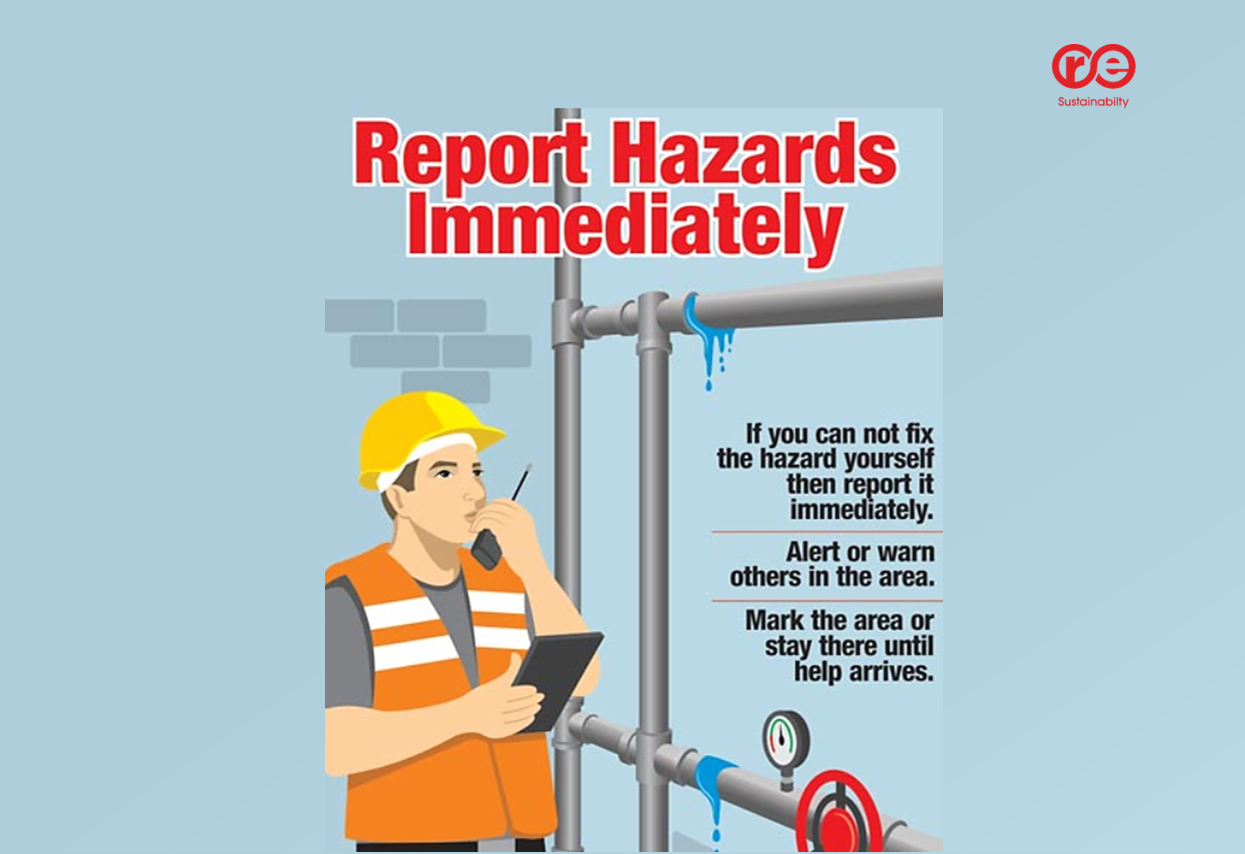 re
Sustainabilty
Report Hazards
Immediately
If you can not fix
the hazard yourself
then report it
immediately.
Alert or warn
others in the area.
Mark the area or
stay there until
help arrives.